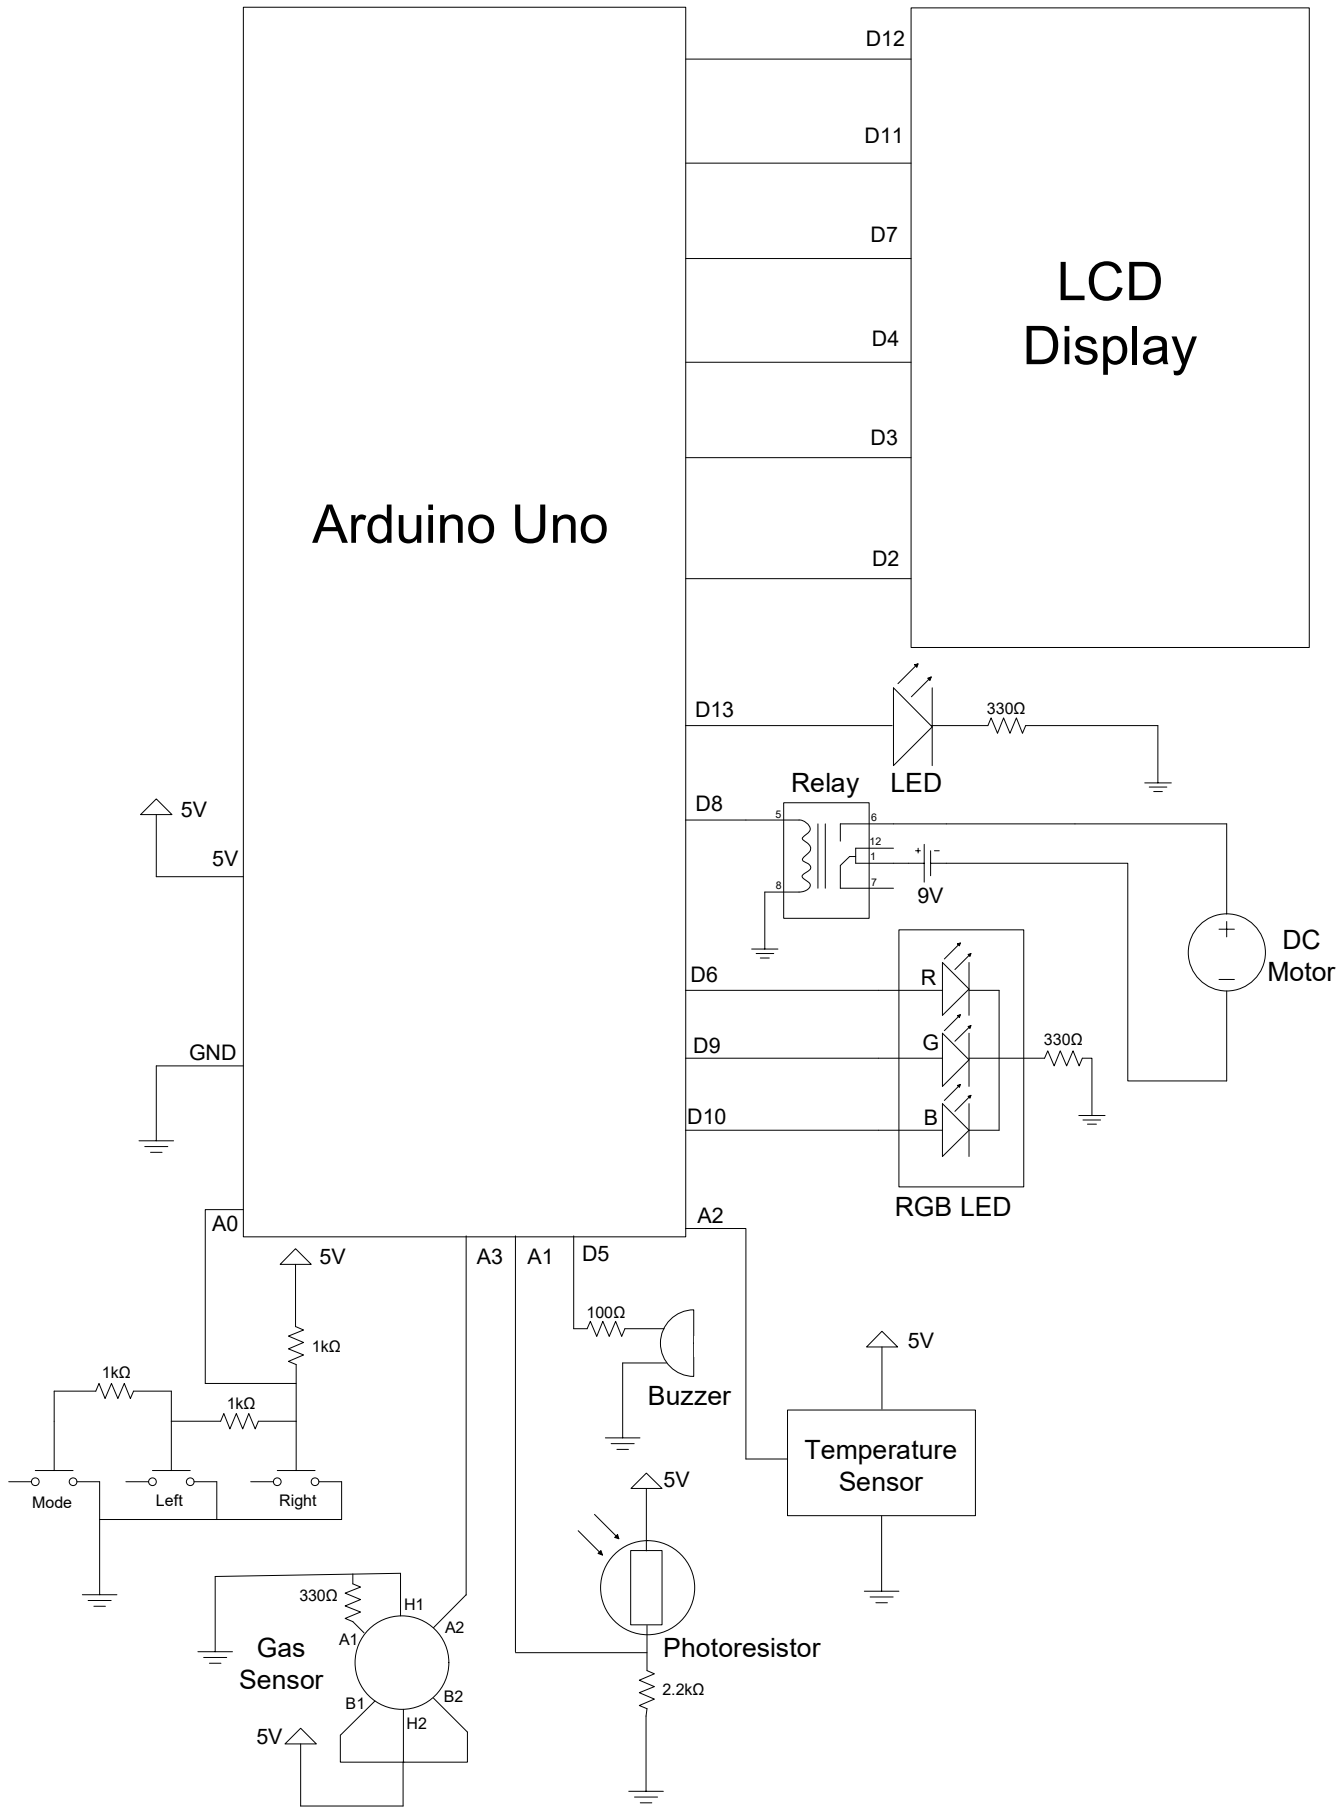 D12
D11
D7
LCD
Display
D4
D3
Arduino Uno
D2
D13
330Ω
LED
Relay
D8
5
6
12
1
+ −
8
7
9V
5V
5V
DC
Motor
+
−
D6
R
D9
G
330Ω
GND
D10
B
RGB LED
A0
A3
A1
D5
A2
5V
1kΩ
100Ω
Buzzer
5V
1kΩ
1kΩ
Temperature
Sensor
Mode
Left
Right
5V
330Ω
H1
A2
A1
Gas
Sensor
Photoresistor
2.2kΩ
B1
B2
H2
5V